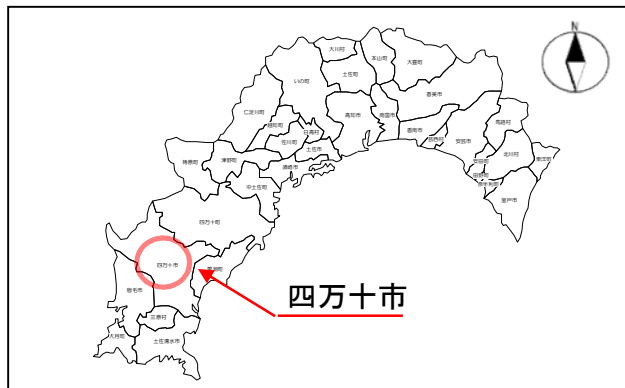 N
大川村
本山町
大豊町
いの町
土佐町
香美市
仁淀川町
高知市
南国市
越知町
日高村
香南市
佐川町
土佐市
芸西村
安芸市
馬路村
梼原町
津野町
須崎市
安田町
北川村
東洋町
田野町
奈半利町
中土佐町
室戸市
四万十町
四万十市
黒潮町
宿毛市
四万十市
三原村
大月町
土佐清水市